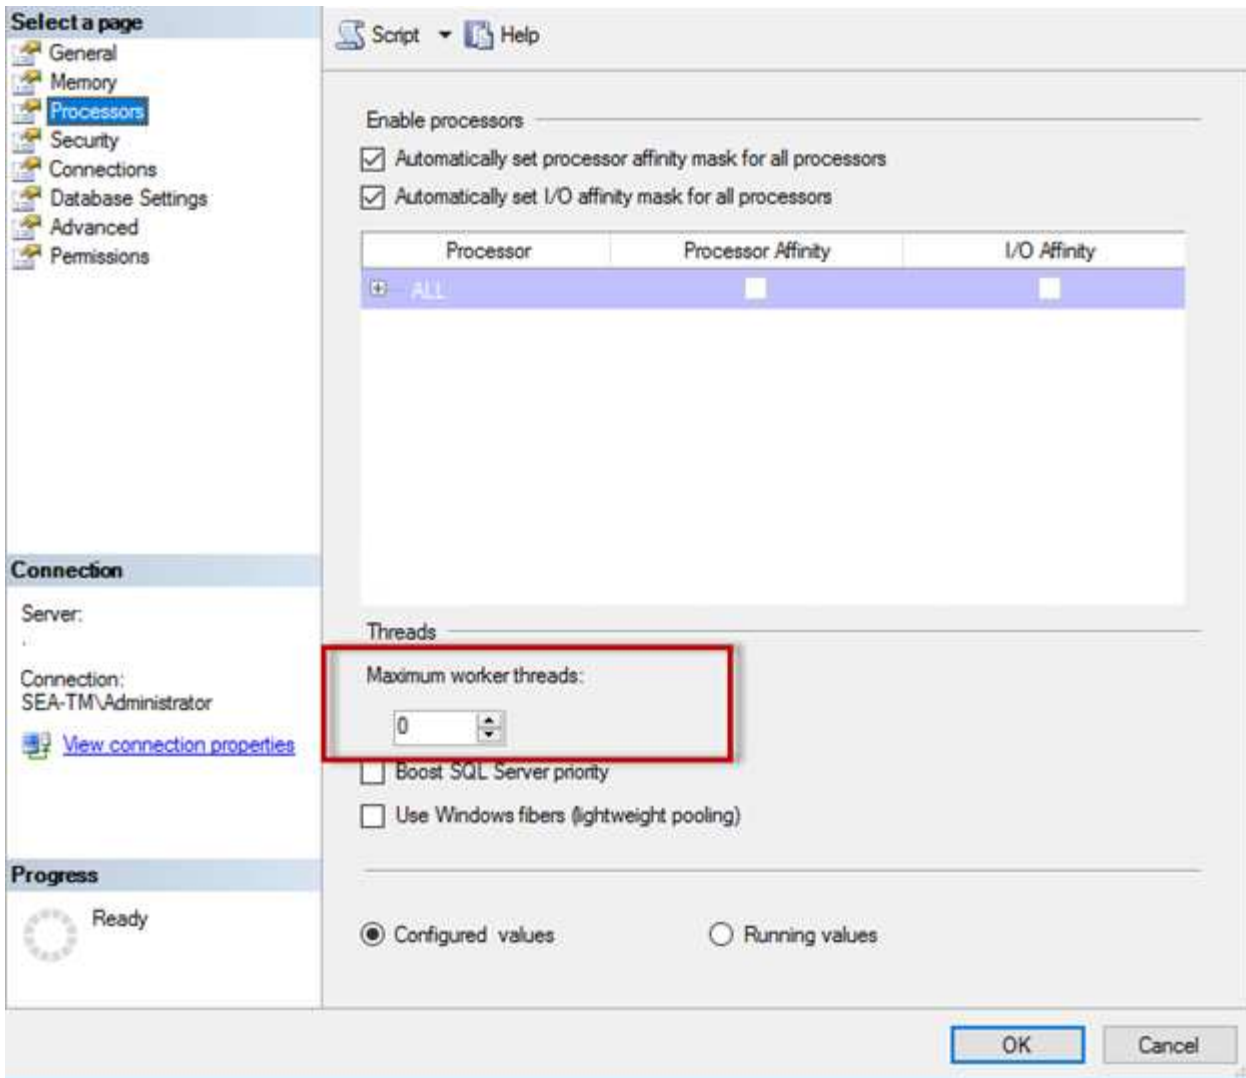 Select a page
General
Memory
Processors
Security
Connections
Database Settings
Advanced
Permissions
Connection
Server:
.
Connection:
SEA-TM\Administrator
View connection properties
Progress
Ready
Script
Help
Enable processors
Automatically set processor affinity mask for all processors
Automatically set I/O affinity mask for all processors
Processor Processor Affinity I/O Affinity
ALL
Threads
Maximum worker threads:
0
Boost SQL Server priority
Use Windows fibers (lightweight pooling)
Configured values Running values
OK Cancel